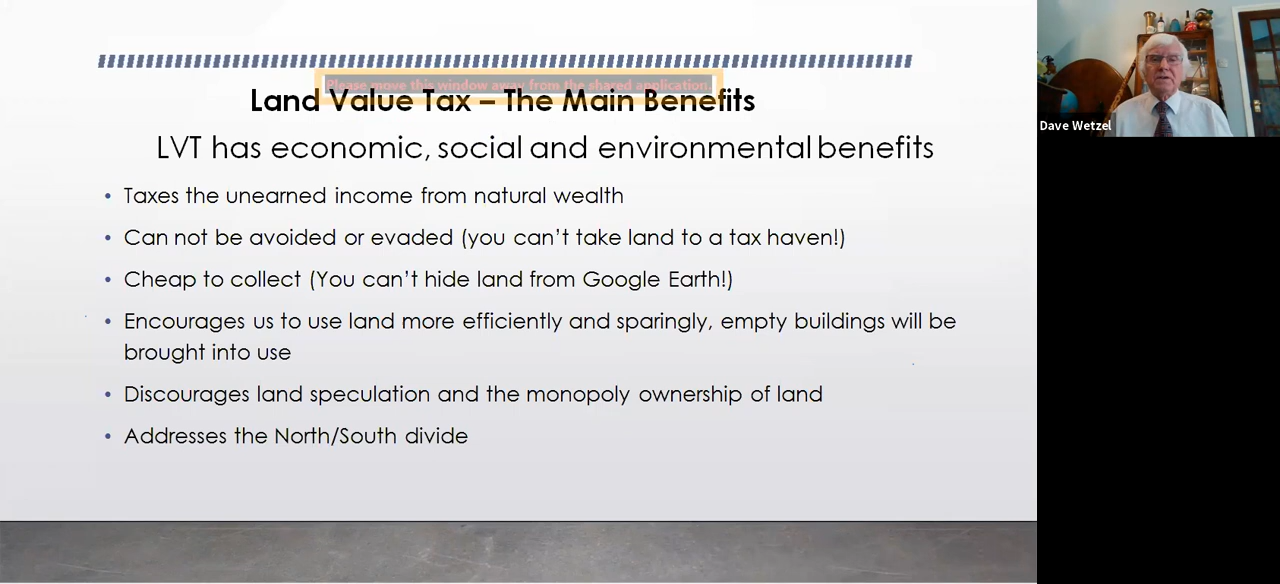 Please move this window away from the shared application.
Land Value Tax – The Main Benefits
LVT has economic, social and environmental benefits
• Taxes the unearned income from natural wealth
• Can not be avoided or evaded (you can’t take land to a tax haven!)
• Cheap to collect (You can’t hide land from Google Earth!)
• Encourages us to use land more efficiently and sparingly, empty buildings will be
brought into use
• Discourages land speculation and the monopoly ownership of land
• Addresses the North/South divide
Dave Wetzel